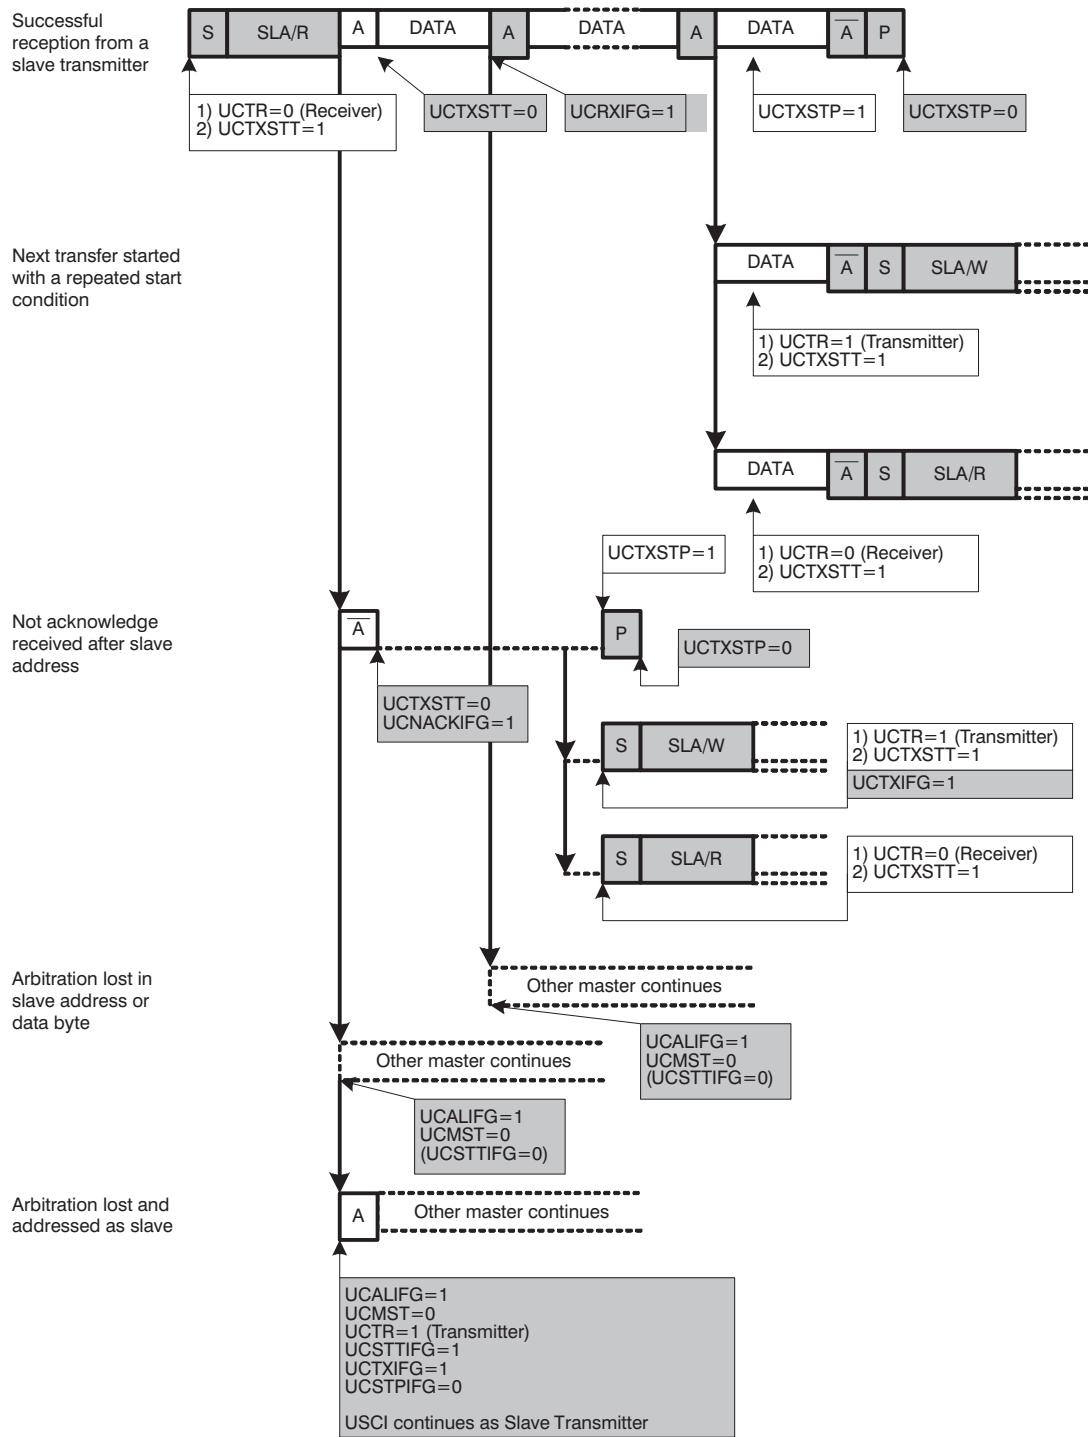 Successful
reception from a
slave transmitter
S SLA/R A DATA A DATA A DATA A P
1) UCTR=0 (Receiver)
2) UCTXSTT=1
UCTXSTT=0
UCRXIFG=1
UCTXSTP=1
UCTXSTP=0
Next transfer started
with a repeated start
condition
DATA A S SLA/W
1) UCTR=1 (Transmitter)
2) UCTXSTT=1
DATA A S SLA/R
1) UCTR=0 (Receiver)
2) UCTXSTT=1
UCTXSTP=1
Not acknowledge
received after slave
address
A
P
UCTXSTP=0
UCTXSTT=0
UCNACKIFG=1
S SLA/W
1) UCTR=1 (Transmitter)
2) UCTXSTT=1
UCTXIFG=1
S SLA/R
1) UCTR=0 (Receiver)
2) UCTXSTT=1
Arbitration lost in
slave address or
data byte
Other master continues
UCALIFG=1
UCMST=0
(UCSTTIFG=0)
Other master continues
UCALIFG=1
UCMST=0
(UCSTTIFG=0)
Arbitration lost and
addressed as slave
A Other master continues
UCALIFG=1
UCMST=0
UCTR=1 (Transmitter)
UCSTTIFG=1
UCTXIFG=1
UCSTPIFG=0
USCI continues as Slave Transmitter